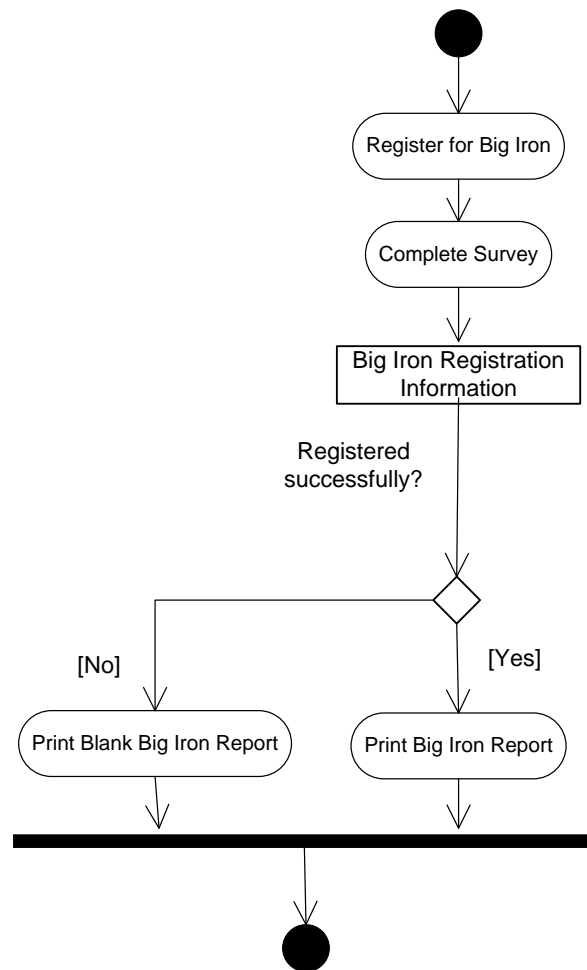 Register for Big Iron
Complete Survey
Big Iron Registration
Information
Registered
successfully?
[No]
[Yes]
Print Blank Big Iron Report
Print Big Iron Report